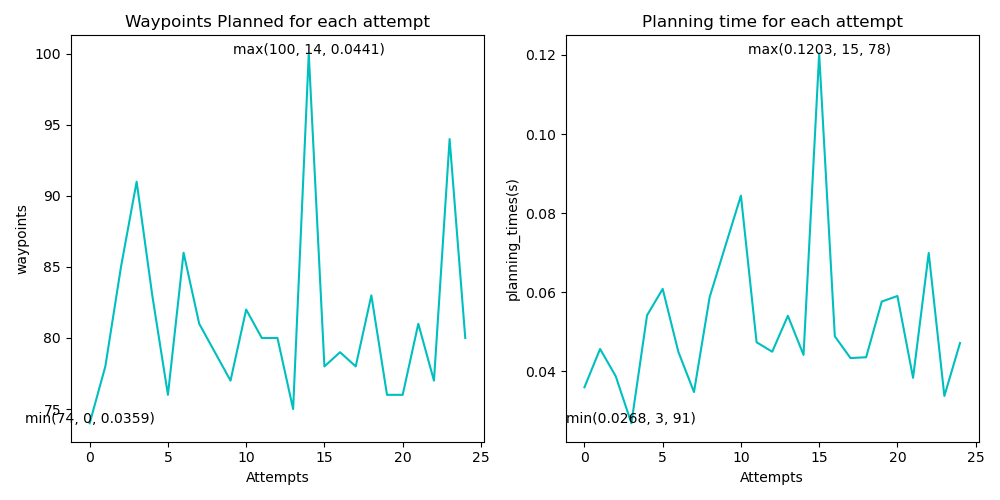 Waypoints Planned for each attempt
max(100, 14, 0.0441)
100
95
90
85
80
75
waypoints
min(74, 0, 0.0359)
0
5
10
15
20
25
Attempts
Planning time for each attempt
max(0.1203, 15, 78)
0.12
0.10
0.08
0.06
0.04
planning_times(s)
min(0.0268, 3, 91)
0
5
10
15
20
25
Attempts